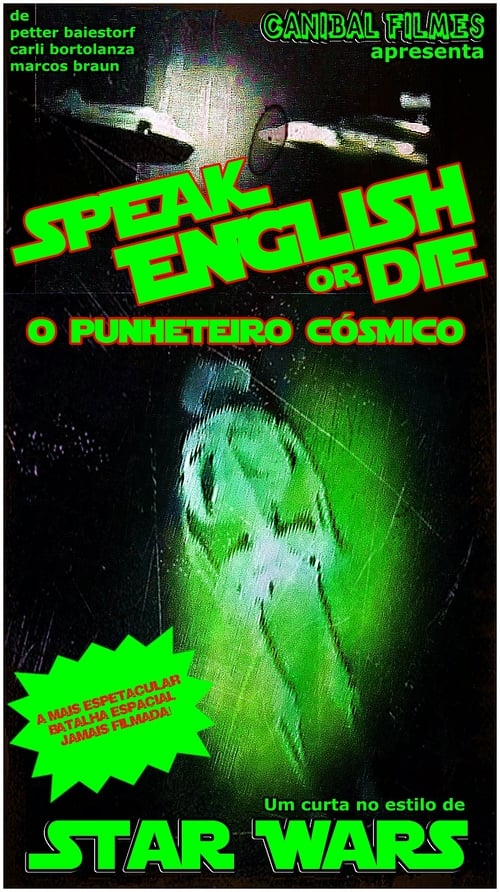 de
petter baiestorf
carli bortolanza
marcos braun
CANIBAL FILMES
apresenta
SPEAK
ENGLISH
OR DIE
O PUNHETEIRO CÓSMICO
A MAIS ESPETACULAR
BATALHA ESPACIAL
JAMAIS FILMADA!
Um curta no estilo de
STAR WARS